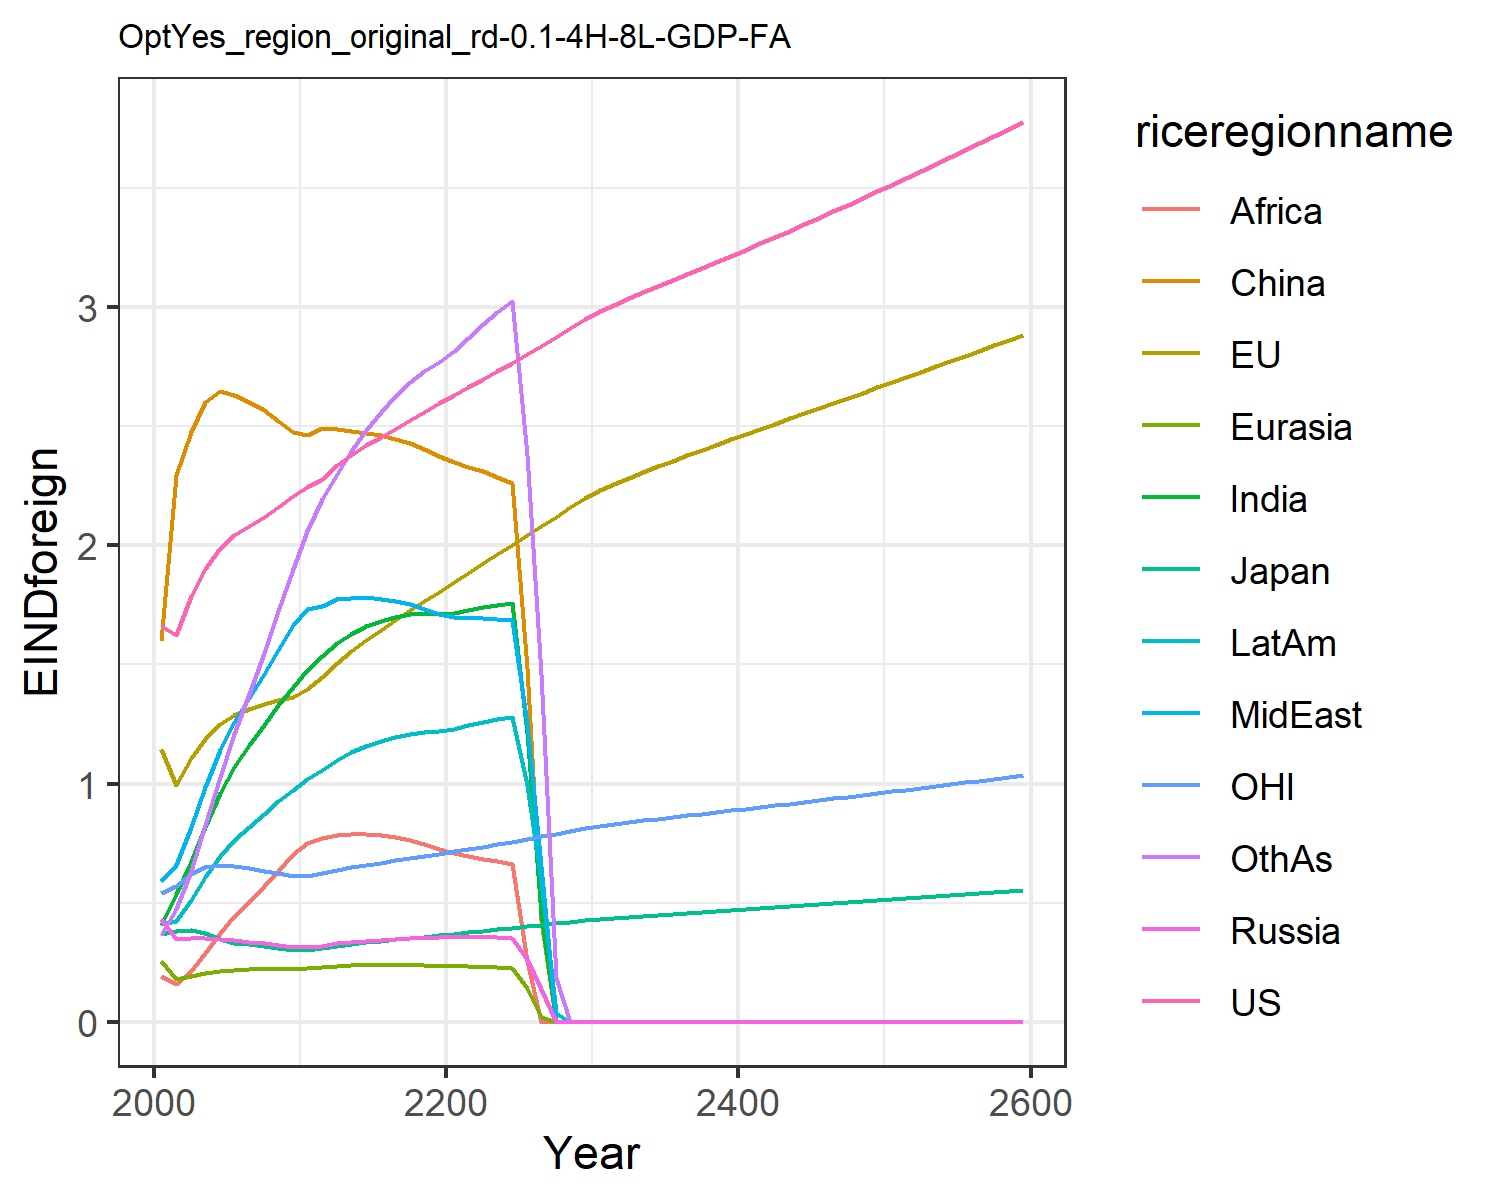 OptYes_region_original_rd-0.1-4H-8L-GDP-FA
EINDforeign
3
2
1
0
2000
2200
2400
2600
Year
riceregionname
Africa
China
EU
Eurasia
India
Japan
LatAm
MidEast
OHI
OthAs
Russia
US